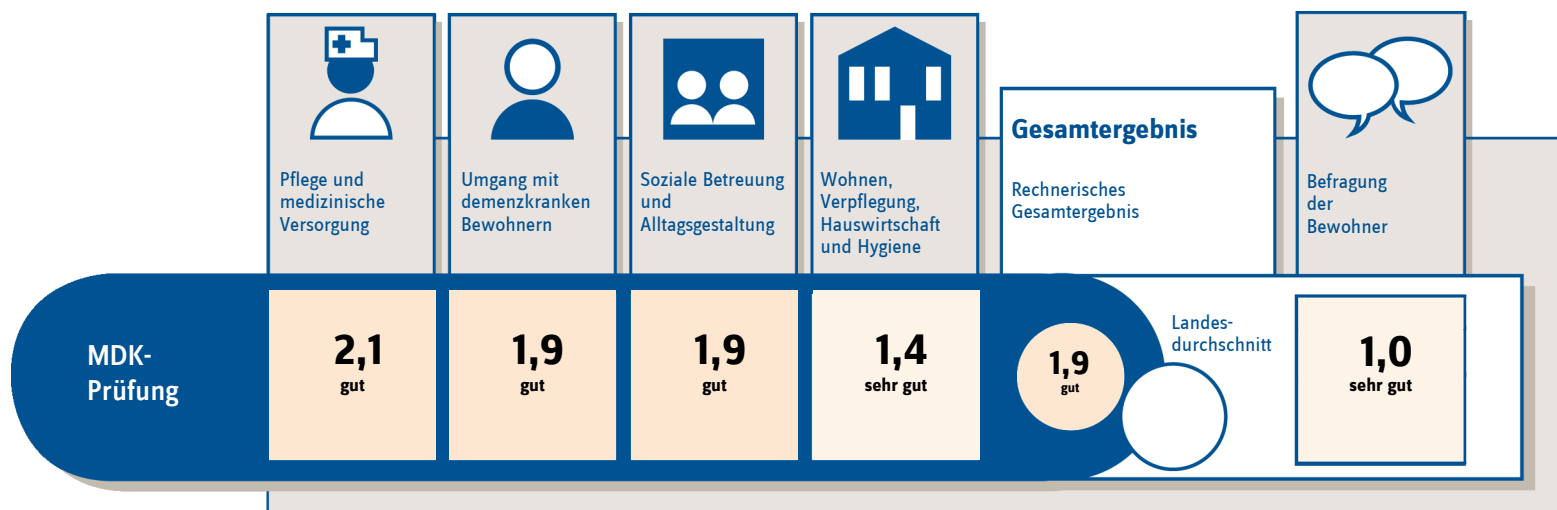 Pflege und
medizinische
Versorgung
Umgang mit
demenzkranken
Bewohnern
Soziale Betreuung
und
Alltagsgestaltung
Wohnen,
Verpflegung,
Hauswirtschaft
und Hygiene
Gesamtergebnis
Rechnerisches
Gesamtergebnis
Befragung
der
Bewohner
MDK-
Prüfung
2,1
gut
1,9
gut
1,9
gut
1,4
sehr gut
1,9
gut
Landes-
durchschnitt
1,0
sehr gut